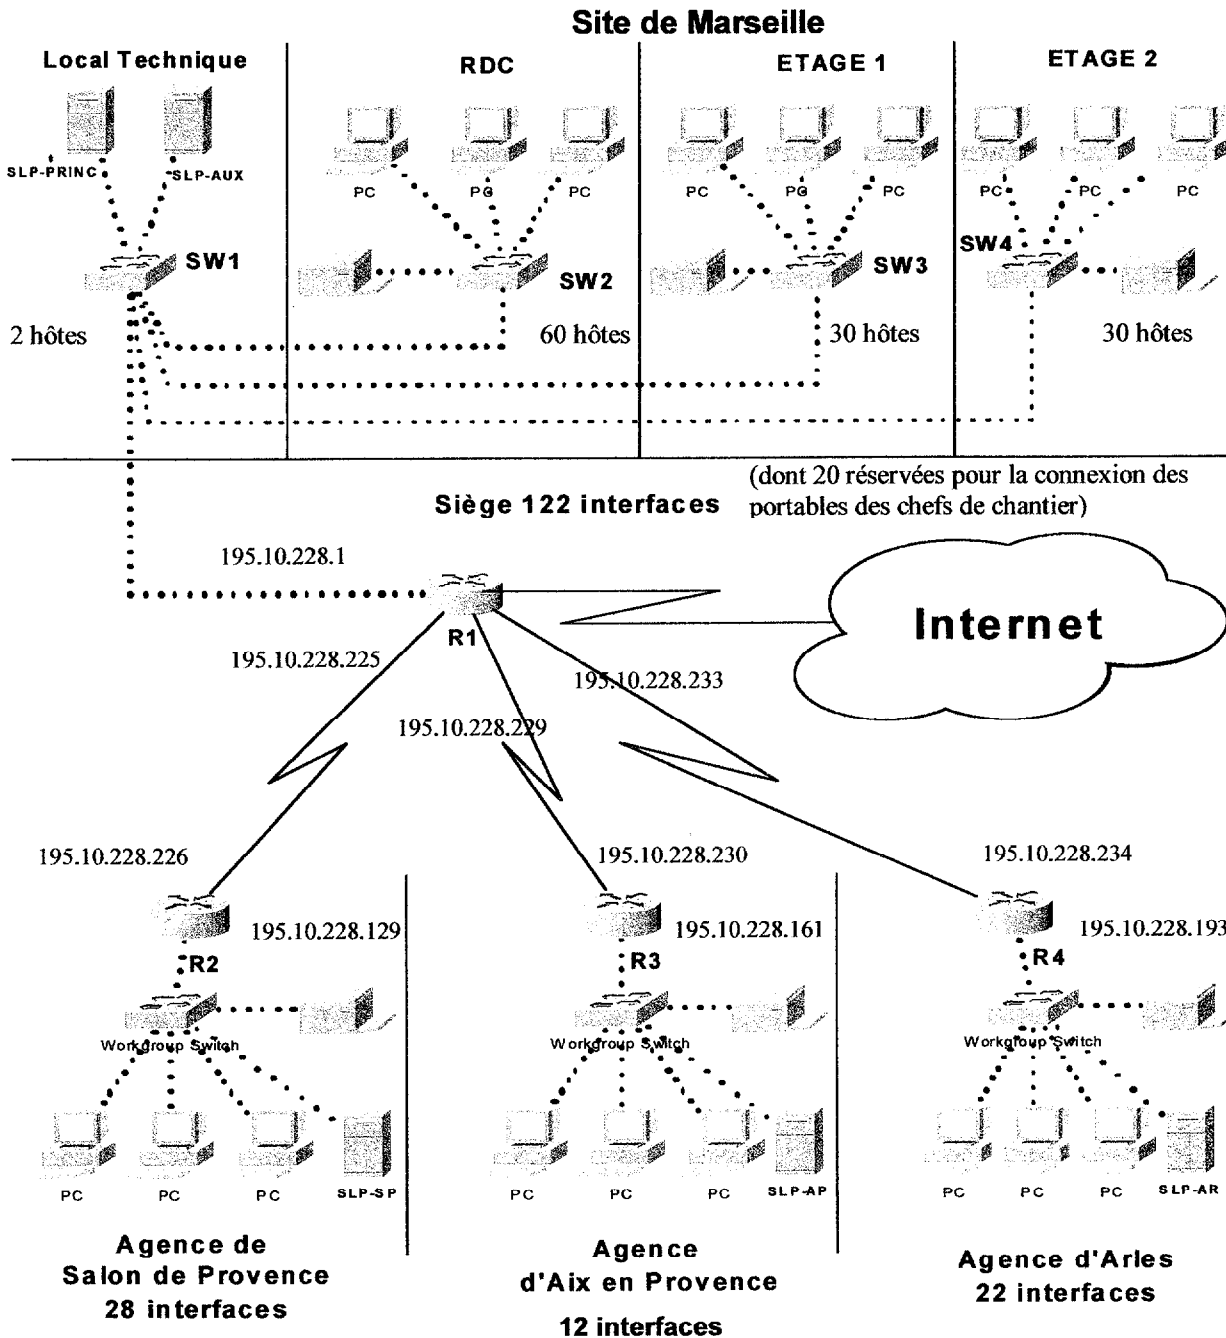 Site de Marseille
Local Technique
RDC
ETAGE 1
ETAGE 2
SLP-PRINC
SLP-AUX
PC
PC
PC
PC
PC
PC
PC
PC
PC
SW1
SW2
SW3
SW4
2 hôtes
60 hôtes
30 hôtes
30 hôtes
Siège 122 interfaces
(dont 20 réservées pour la connexion des
portables des chefs de chantier)
195.10.228.1
R1
Internet
195.10.228.225
195.10.228.233
195.10.228.229
195.10.228.226
195.10.228.230
195.10.228.234
195.10.228.129
195.10.228.161
195.10.228.193
R2
R3
R4
Workgroup Switch
Workgroup Switch
Workgroup Switch
PC
PC
PC
SLP-SP
PC
PC
PC
SLP-AP
PC
PC
PC
SLP-AR
Agence de
Salon de Provence
28 interfaces
Agence
d'Aix en Provence
12 interfaces
Agence d'Arles
22 interfaces